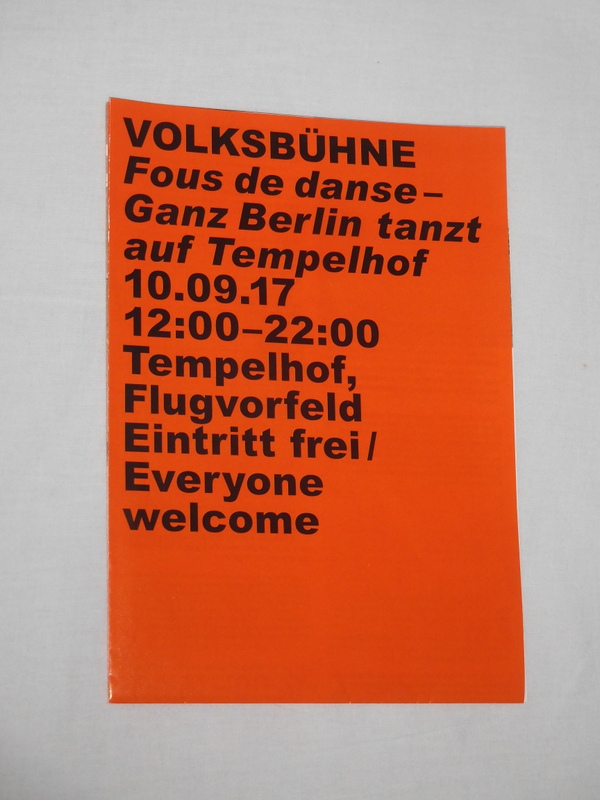 VOLKSBÜHNE
Fous de danse –
Ganz Berlin tanzt
auf Tempelhof
10.09.17
12:00–22:00
Tempelhof,
Flugvorfeld
Eintritt frei /
Everyone
welcome